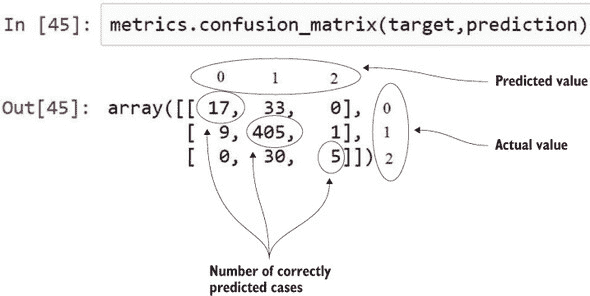 In [45]: metrics.confusion_matrix(target,prediction)
0 1 2
Predicted value
Out[45]: array([[ 17, 33, 0], 0
[ 9, 405, 1], 1
Actual value
[ 0, 30, 5]]) 2
Number of correctly
predicted cases